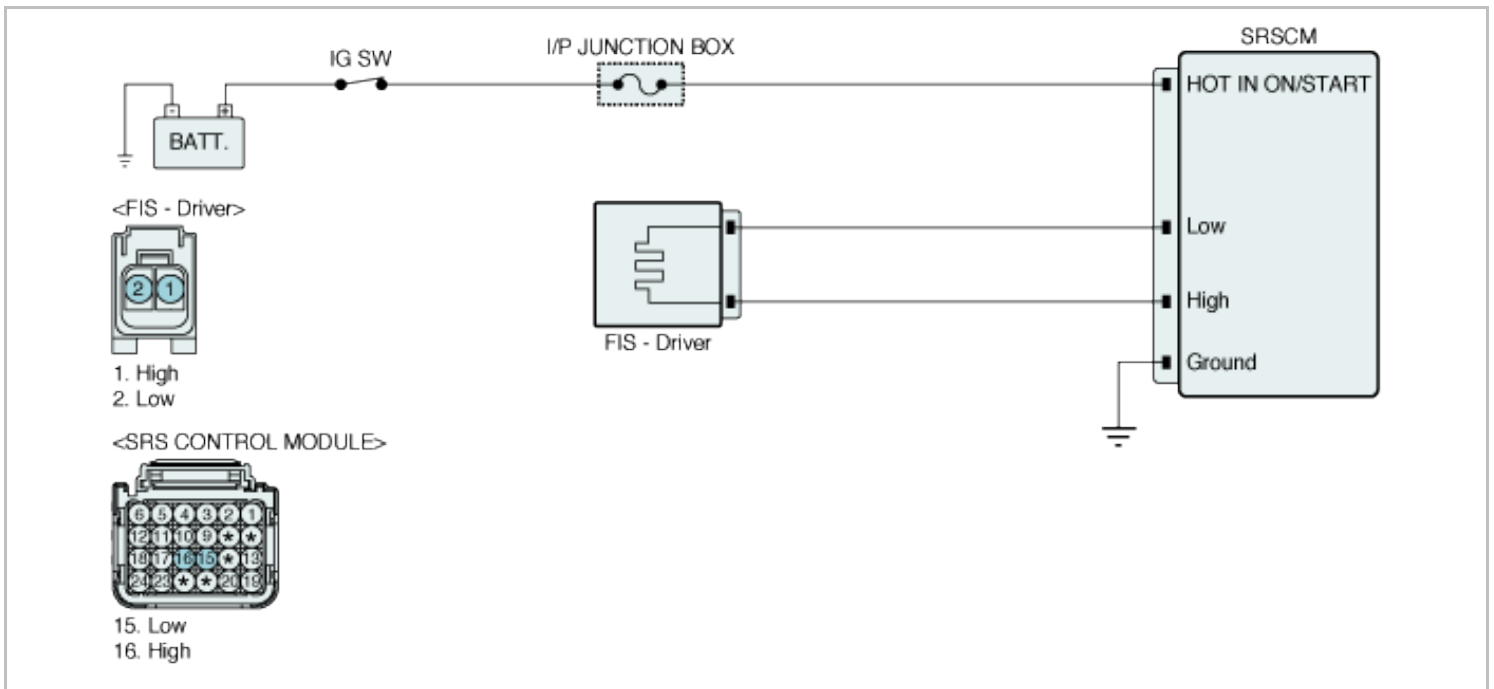 SRSCM
I/P JUNCTION BOX
IG SW
HOT IN ON/START
- +
BATT.
<FIS - Driver>
Low
2 1
High
FIS - Driver
Ground
1. High
2. Low
<SRS CONTROL MODULE>
6 5 4 3 2 1
12 11 10 9 * *
18 17 16 15 * 13
24 23 * * 20 19
15. Low
16. High